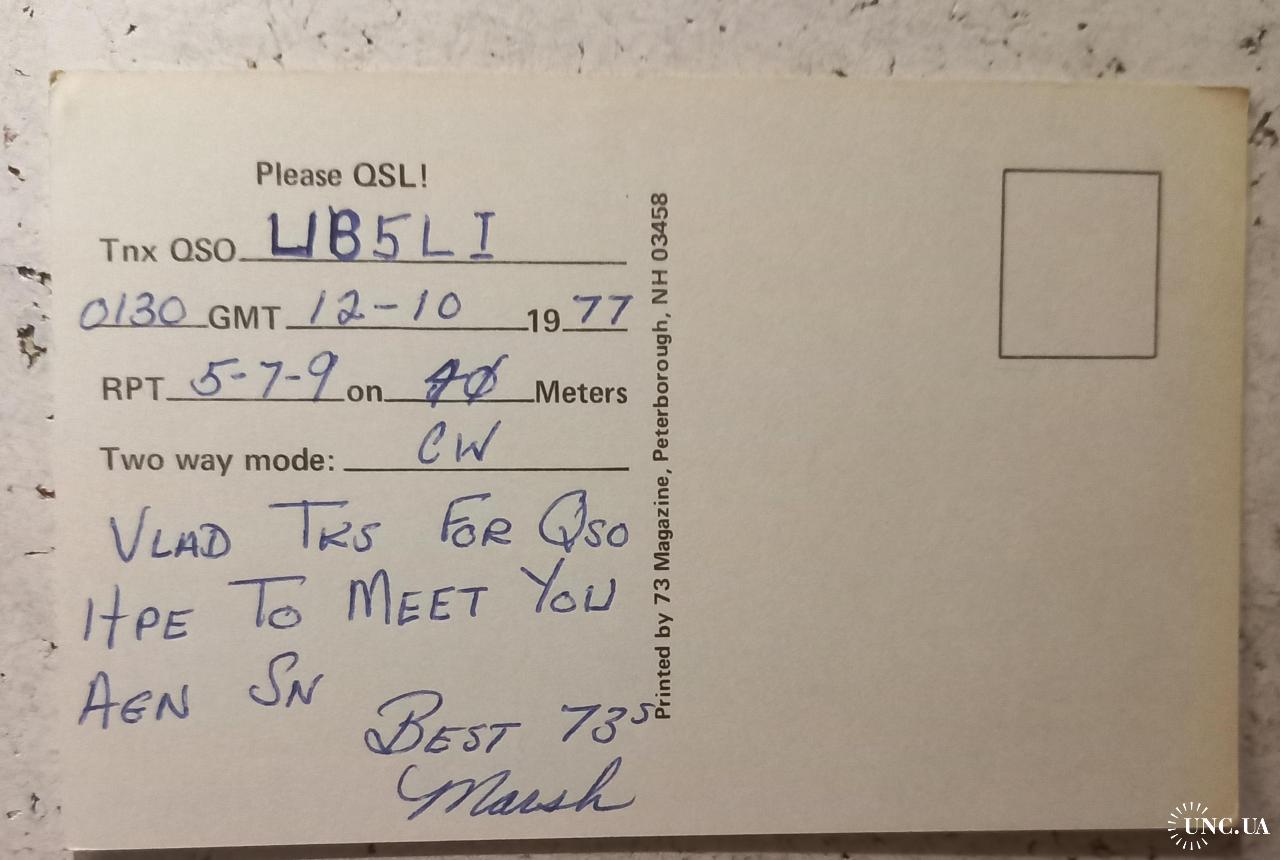 Please QSL!
Tnx QSO UB5LI
0130 GMT 12-10 1977
RPT 5-7-9 on 40 Meters
Two way mode: CW
VLAD TKS FOR QSO
HPE TO MEET YOU
AGN SN
BEST 73s
Marsh
Printed by 73 Magazine, Peterborough, NH 03458
UNC.UA